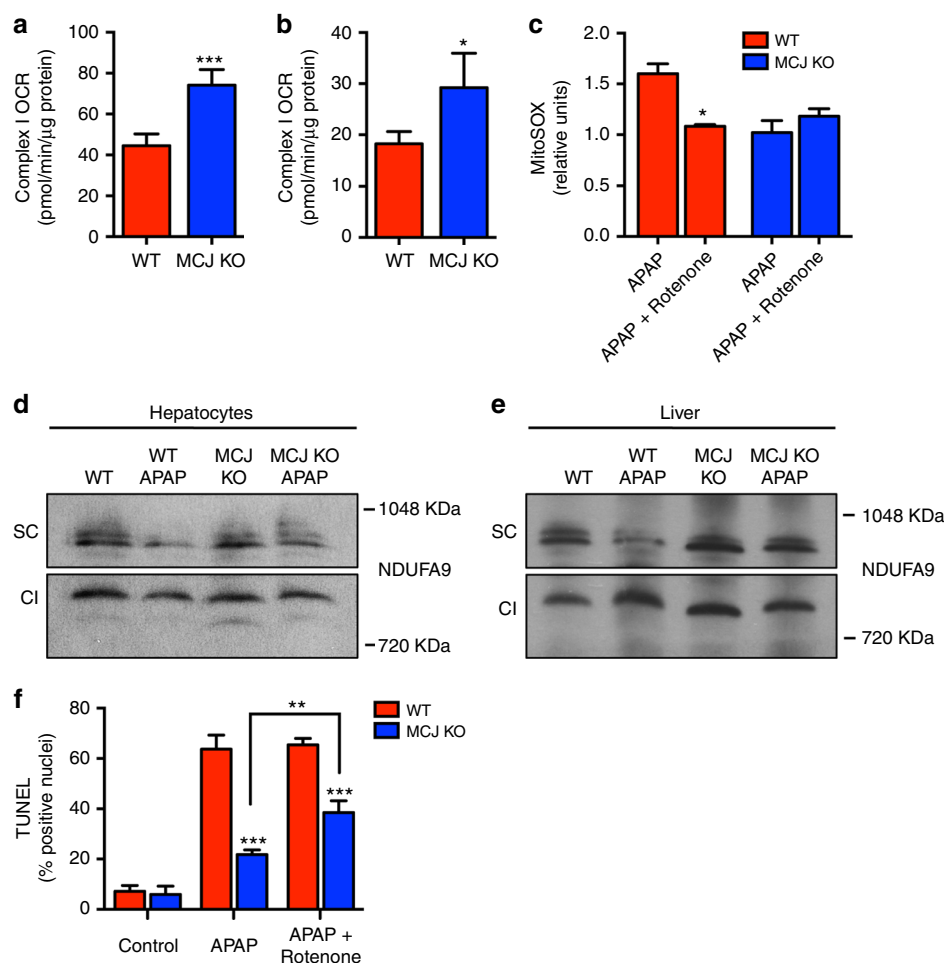 a
Complex I OCR
(pmol/min/μg protein)
100
80
60
40
20
0
***
WT
MCJ KO
b
Complex I OCR
(pmol/min/μg protein)
40
30
20
10
0
*
WT
MCJ KO
c
MitoSOX
(relative units)
2.0
1.5
1.0
0.5
0.0
*
WT
MCJ KO
APAP
APAP + Rotenone
APAP
APAP + Rotenone
d
Hepatocytes
WT
WT
APAP
MCJ
KO
MCJ KO
APAP
SC
CI
1048 KDa
NDUFA9
720 KDa
e
Liver
WT
WT
APAP
MCJ
KO
MCJ KO
APAP
SC
CI
1048 KDa
NDUFA9
720 KDa
f
TUNEL
(% positive nuclei)
80
60
40
20
0
**
***
***
WT
MCJ KO
Control
APAP
APAP +
Rotenone